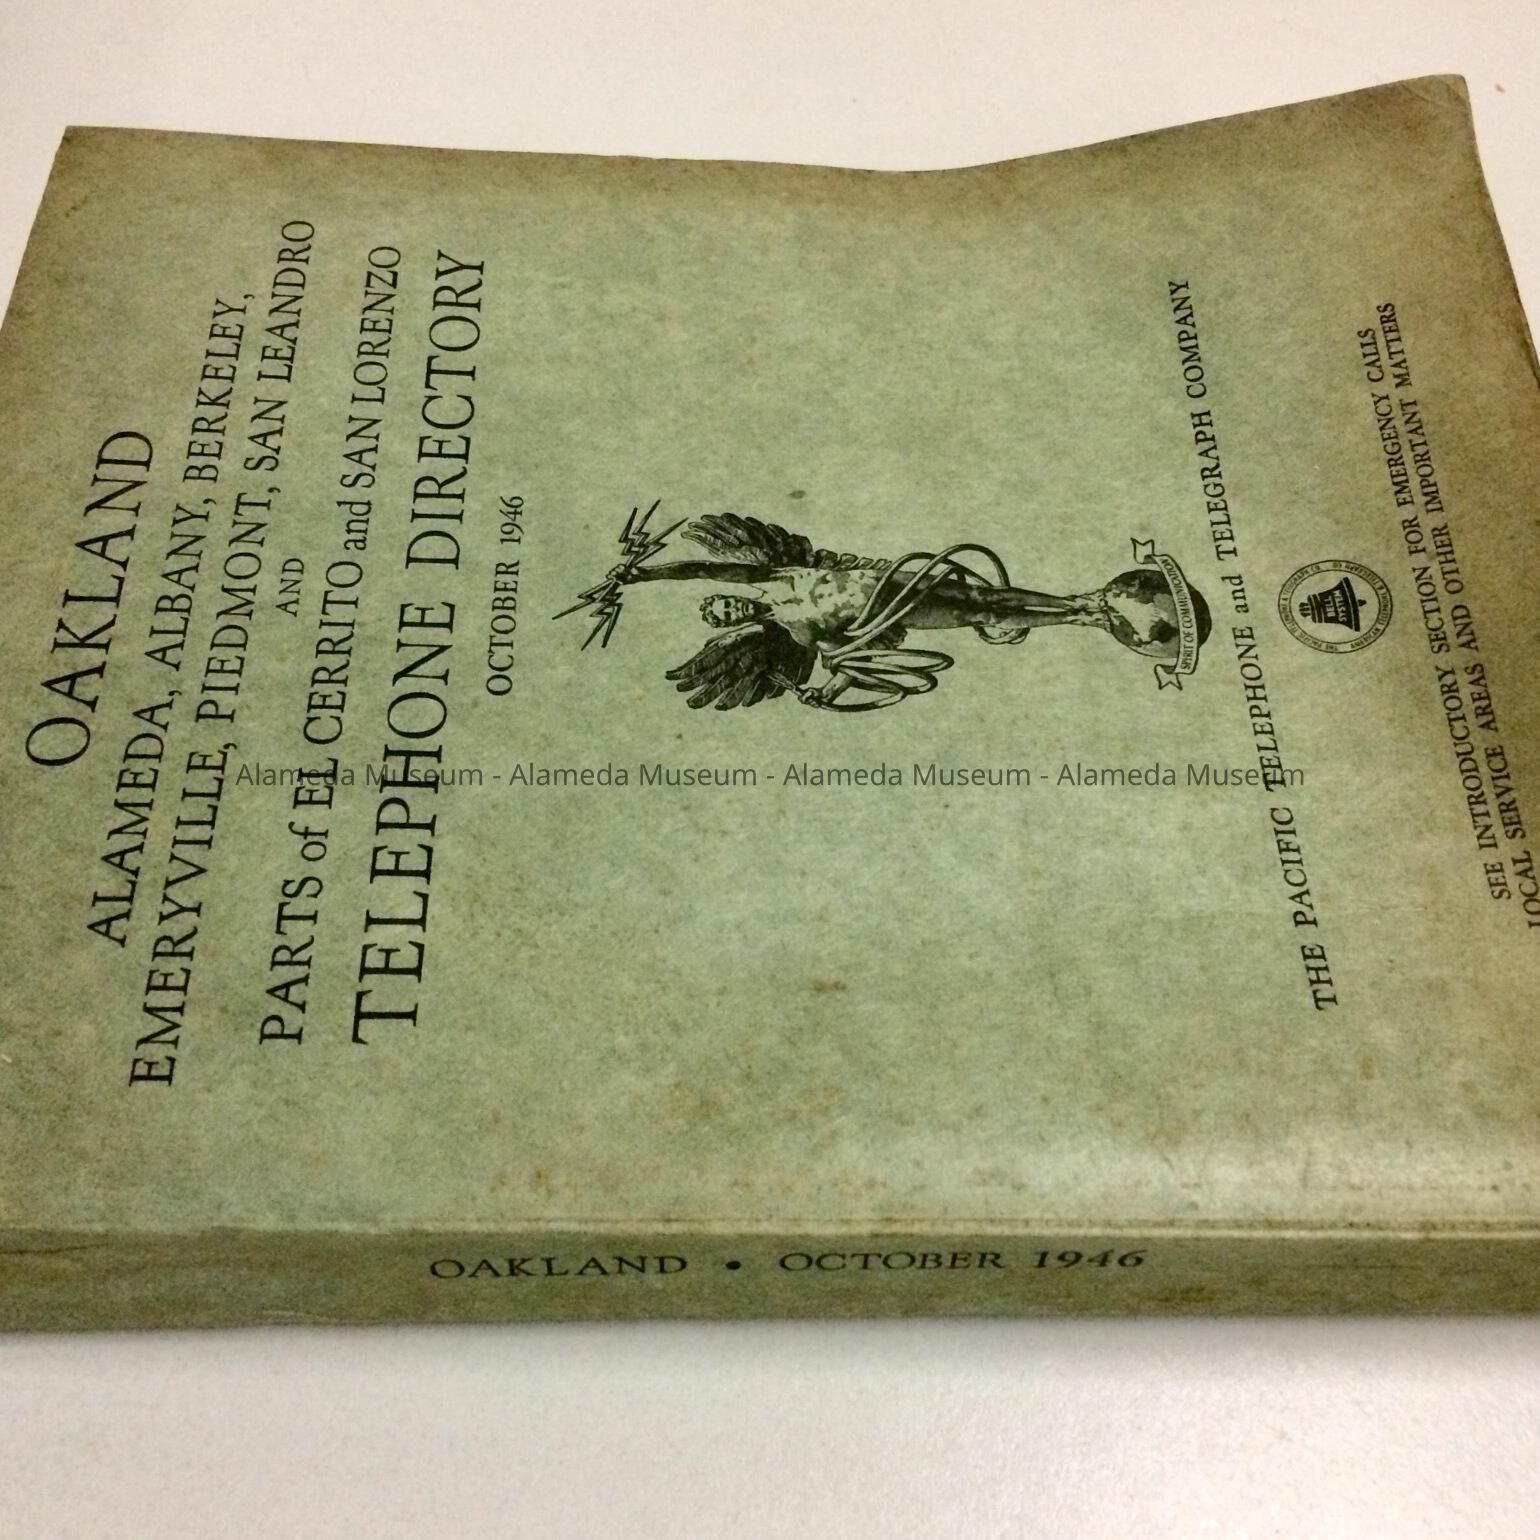 OAKLAND
ALAMEDA, ALBANY, BERKELEY,
EMERYVILLE, PIEDMONT, SAN LEANDRO
AND
PARTS of EL CERRITO and SAN LORENZO
TELEPHONE DIRECTORY
OCTOBER 1946
SPIRIT OF COMMUNICATION
THE PACIFIC TELEPHONE and TELEGRAPH COMPANY
BELL
SYSTEM
SEE INTRODUCTORY SECTION FOR EMERGENCY CALLS
LOCAL SERVICE AREAS AND OTHER IMPORTANT MATTERS
OAKLAND • OCTOBER 1946
Alameda Museum - Alameda Museum - Alameda Museum - Alameda Museum